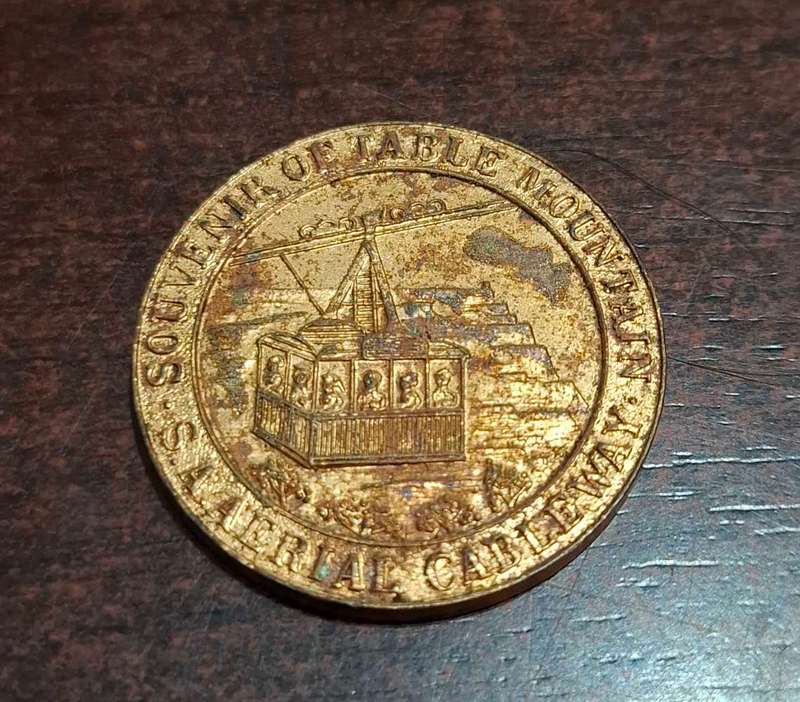 SOUVENIR OF TABLE MOUNTAIN
· S.A. AERIAL CABLEWAY ·